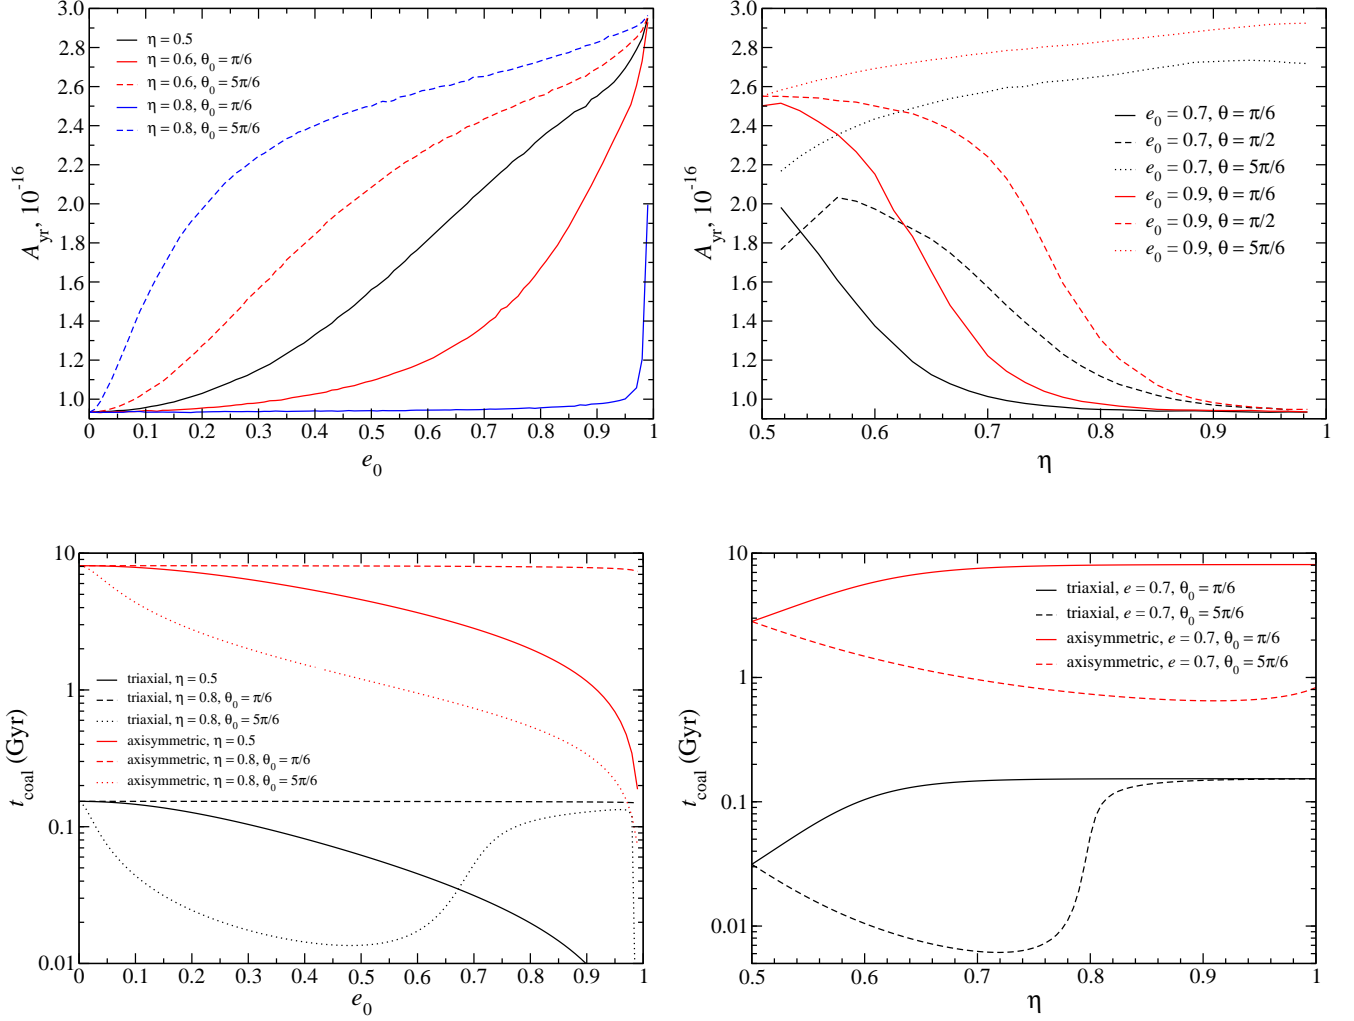 3.0
2.8
2.6
2.4
2.2
2.0
1.8
1.6
1.4
1.2
1.0
A_yr, 10^-16
η = 0.5
η = 0.6, θ_0 = π/6
η = 0.6, θ_0 = 5π/6
η = 0.8, θ_0 = π/6
η = 0.8, θ_0 = 5π/6
0 0.1 0.2 0.3 0.4 0.5 0.6 0.7 0.8 0.9 1
e_0
3.0
2.8
2.6
2.4
2.2
2.0
1.8
1.6
1.4
1.2
1.0
A_yr, 10^-16
e_0 = 0.7, θ = π/6
e_0 = 0.7, θ = π/2
e_0 = 0.7, θ = 5π/6
e_0 = 0.9, θ = π/6
e_0 = 0.9, θ = π/2
e_0 = 0.9, θ = 5π/6
0.5 0.6 0.7 0.8 0.9 1
η
10
1
0.1
0.01
t_coal (Gyr)
triaxial, η = 0.5
triaxial, η = 0.8, θ_0 = π/6
triaxial, η = 0.8, θ_0 = 5π/6
axisymmetric, η = 0.5
axisymmetric, η = 0.8, θ_0 = π/6
axisymmetric, η = 0.8, θ_0 = 5π/6
0 0.1 0.2 0.3 0.4 0.5 0.6 0.7 0.8 0.9 1
e_0
10
1
0.1
0.01
t_coal (Gyr)
triaxial, e = 0.7, θ_0 = π/6
triaxial, e = 0.7, θ_0 = 5π/6
axisymmetric, e = 0.7, θ_0 = π/6
axisymmetric, e = 0.7, θ_0 = 5π/6
0.5 0.6 0.7 0.8 0.9 1
η